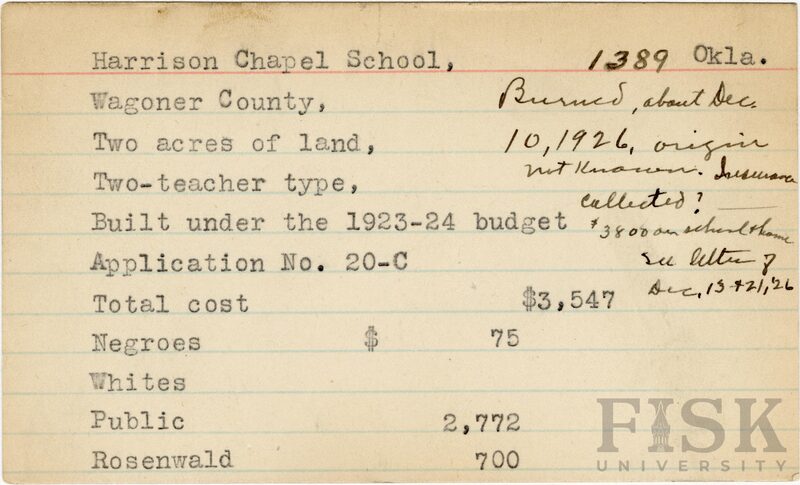 Harrison Chapel School, 1389 Okla.
Wagoner County,
Burned, about Dec.
Two acres of land,
10, 1926, origin
not known. Insurance
Two-teacher type,
collected?
Built under the 1923-24 budget
$3800 on school & home
Application No. 20-C
See letter of
Dec, 13 & 21, '26
Total cost $3,547
Negroes $ 75
Whites
Public 2,772
Rosenwald 700
FISK
UNIVERSITY